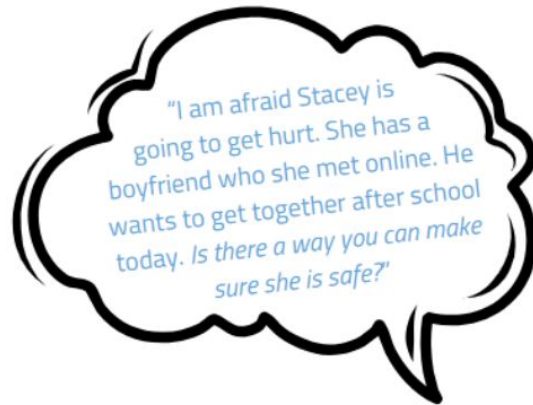 “I am afraid Stacey is
going to get hurt. She has a
boyfriend who she met online. He
wants to get together after school
today. Is there a way you can make
sure she is safe?”